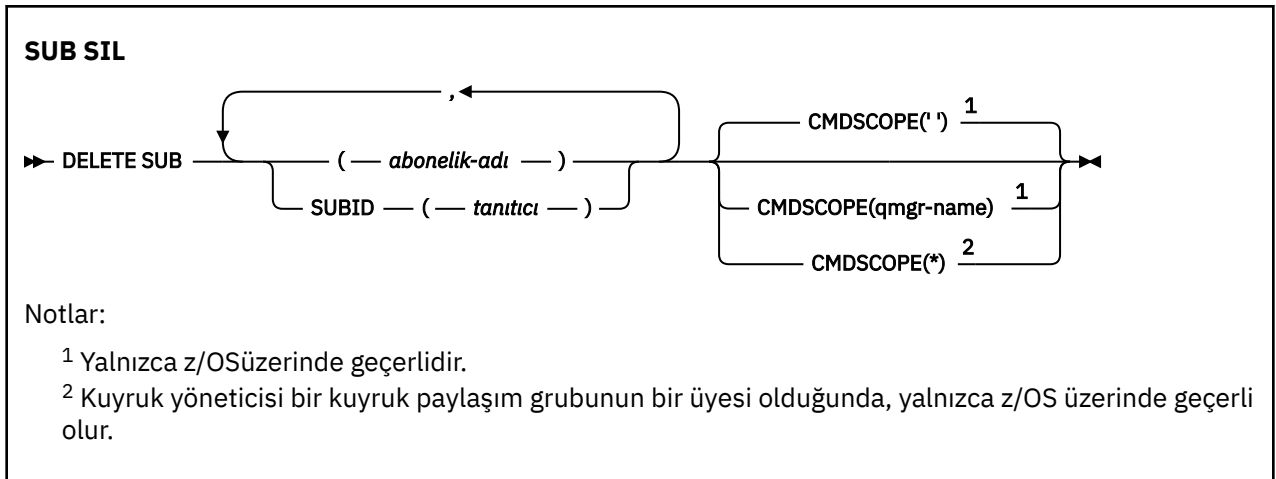 SUB SIL
,
CMDSCOPE(' ') 1
DELETE SUB ( abonelik-adı )
SUBID ( tanıtıcı ) CMDSCOPE(qmgr-name) 1
CMDSCOPE(*) 2
Notlar:
1 Yalnızca z/OSüzerinde geçerlidir.
2 Kuyruk yöneticisi bir kuyruk paylaşım grubunun bir üyesi olduğunda, yalnızca z/OS üzerinde geçerli
olur.